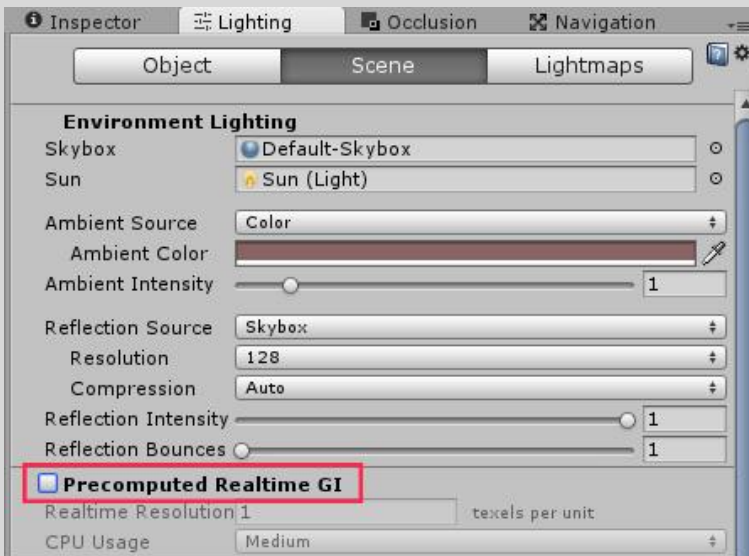 Inspector Lighting Occlusion Navigation
Object Scene Lightmaps
Environment Lighting
Skybox Default-Skybox
Sun Sun (Light)
Ambient Source Color
Ambient Color
Ambient Intensity 1
Reflection Source Skybox
Resolution 128
Compression Auto
Reflection Intensity 1
Reflection Bounces 1
Precomputed Realtime GI
Realtime Resolution 1 texels per unit
CPU Usage Medium